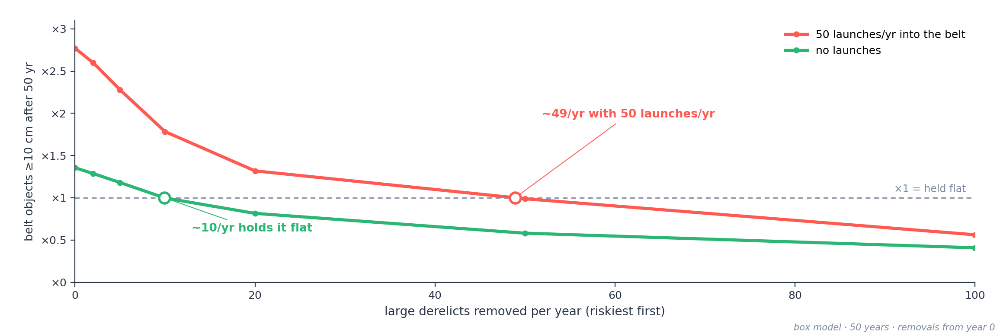 ×3
×2.5
×2
×1.5
×1
×0.5
×0
belt objects ≥10 cm after 50 yr
50 launches/yr into the belt
no launches
~49/yr with 50 launches/yr
×1 = held flat
~10/yr holds it flat
0 20 40 60 80 100
large derelicts removed per year (riskiest first)
box model · 50 years · removals from year 0